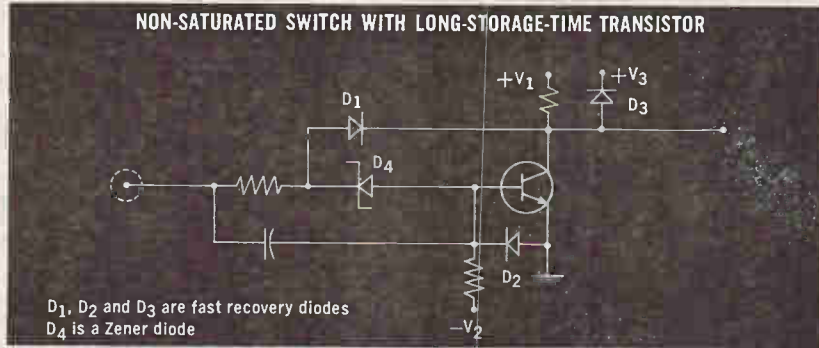 NON-SATURATED SWITCH WITH LONG-STORAGE-TIME TRANSISTOR
+V1
+V3
D1
D3
D4
D2
D1, D2 and D3 are fast recovery diodes
D4 is a Zener diode
−V2